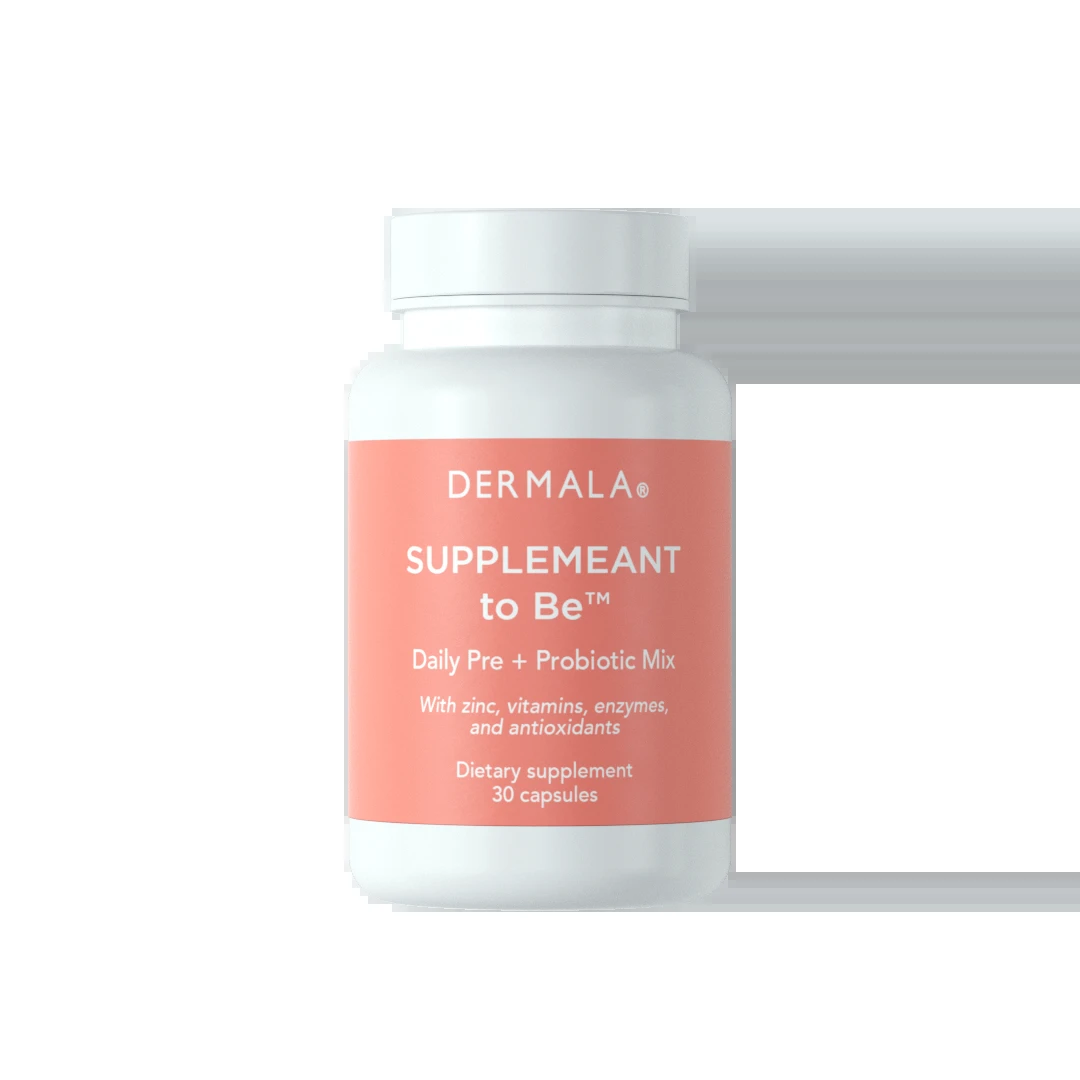 DERMALA®
SUPPLEMEANT
to Be™
Daily Pre + Probiotic Mix
With zinc, vitamins, enzymes,
and antioxidants
Dietary supplement
30 capsules